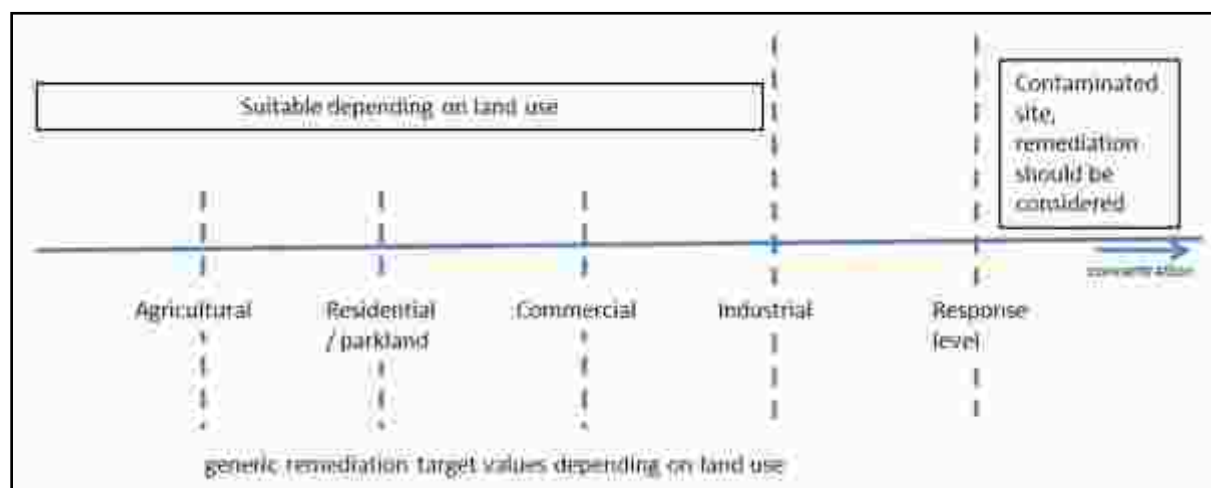 Suitable depending on land use
Contaminated
site,
remediation
should be
considered
concentration
Agricultural
Residential
/ parkland
Commercial
Industrial
Response
level
generic remediation target values depending on land use